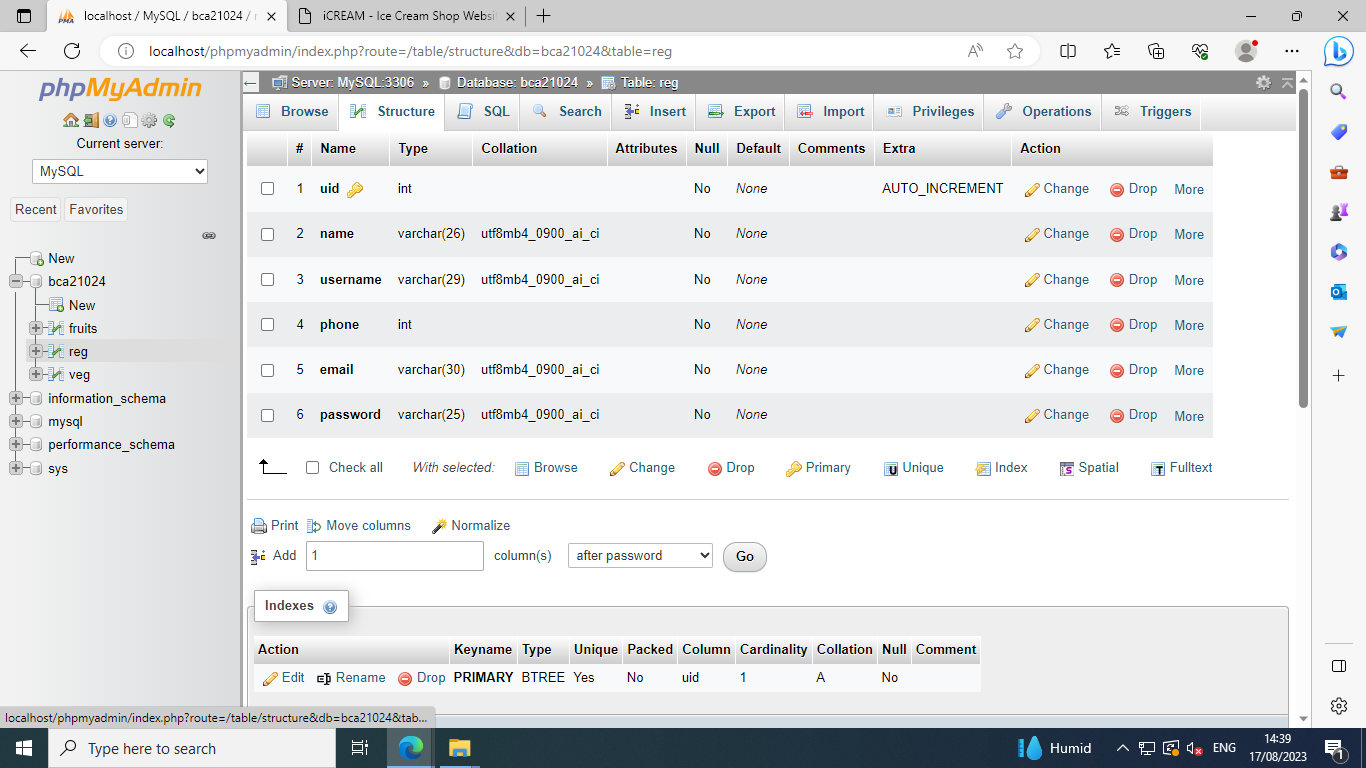 localhost / MySQL / bca21024 / r
iCREAM - Ice Cream Shop Websi
localhost/phpmyadmin/index.php?route=/table/structure&db=bca21024&table=reg
phpMyAdmin
Current server:
MySQL
Recent Favorites
New
bca21024
New
fruits
reg
veg
information_schema
mysql
performance_schema
sys
Server: MySQL:3306 » Database: bca21024 » Table: reg
Browse Structure SQL Search Insert Export Import Privileges Operations Triggers
# Name Type Collation Attributes Null Default Comments Extra Action
1 uid int No None AUTO_INCREMENT Change Drop More
2 name varchar(26) utf8mb4_0900_ai_ci No None Change Drop More
3 username varchar(29) utf8mb4_0900_ai_ci No None Change Drop More
4 phone int No None Change Drop More
5 email varchar(30) utf8mb4_0900_ai_ci No None Change Drop More
6 password varchar(25) utf8mb4_0900_ai_ci No None Change Drop More
Check all With selected: Browse Change Drop Primary Unique Index Spatial Fulltext
Print Move columns Normalize
Add 1 column(s) after password Go
Indexes
Action Keyname Type Unique Packed Column Cardinality Collation Null Comment
Edit Rename Drop PRIMARY BTREE Yes No uid 1 A No
localhost/phpmyadmin/index.php?route=/table/structure&db=bca21024&tab...
Type here to search
Humid
ENG
14:39
17/08/2023
1